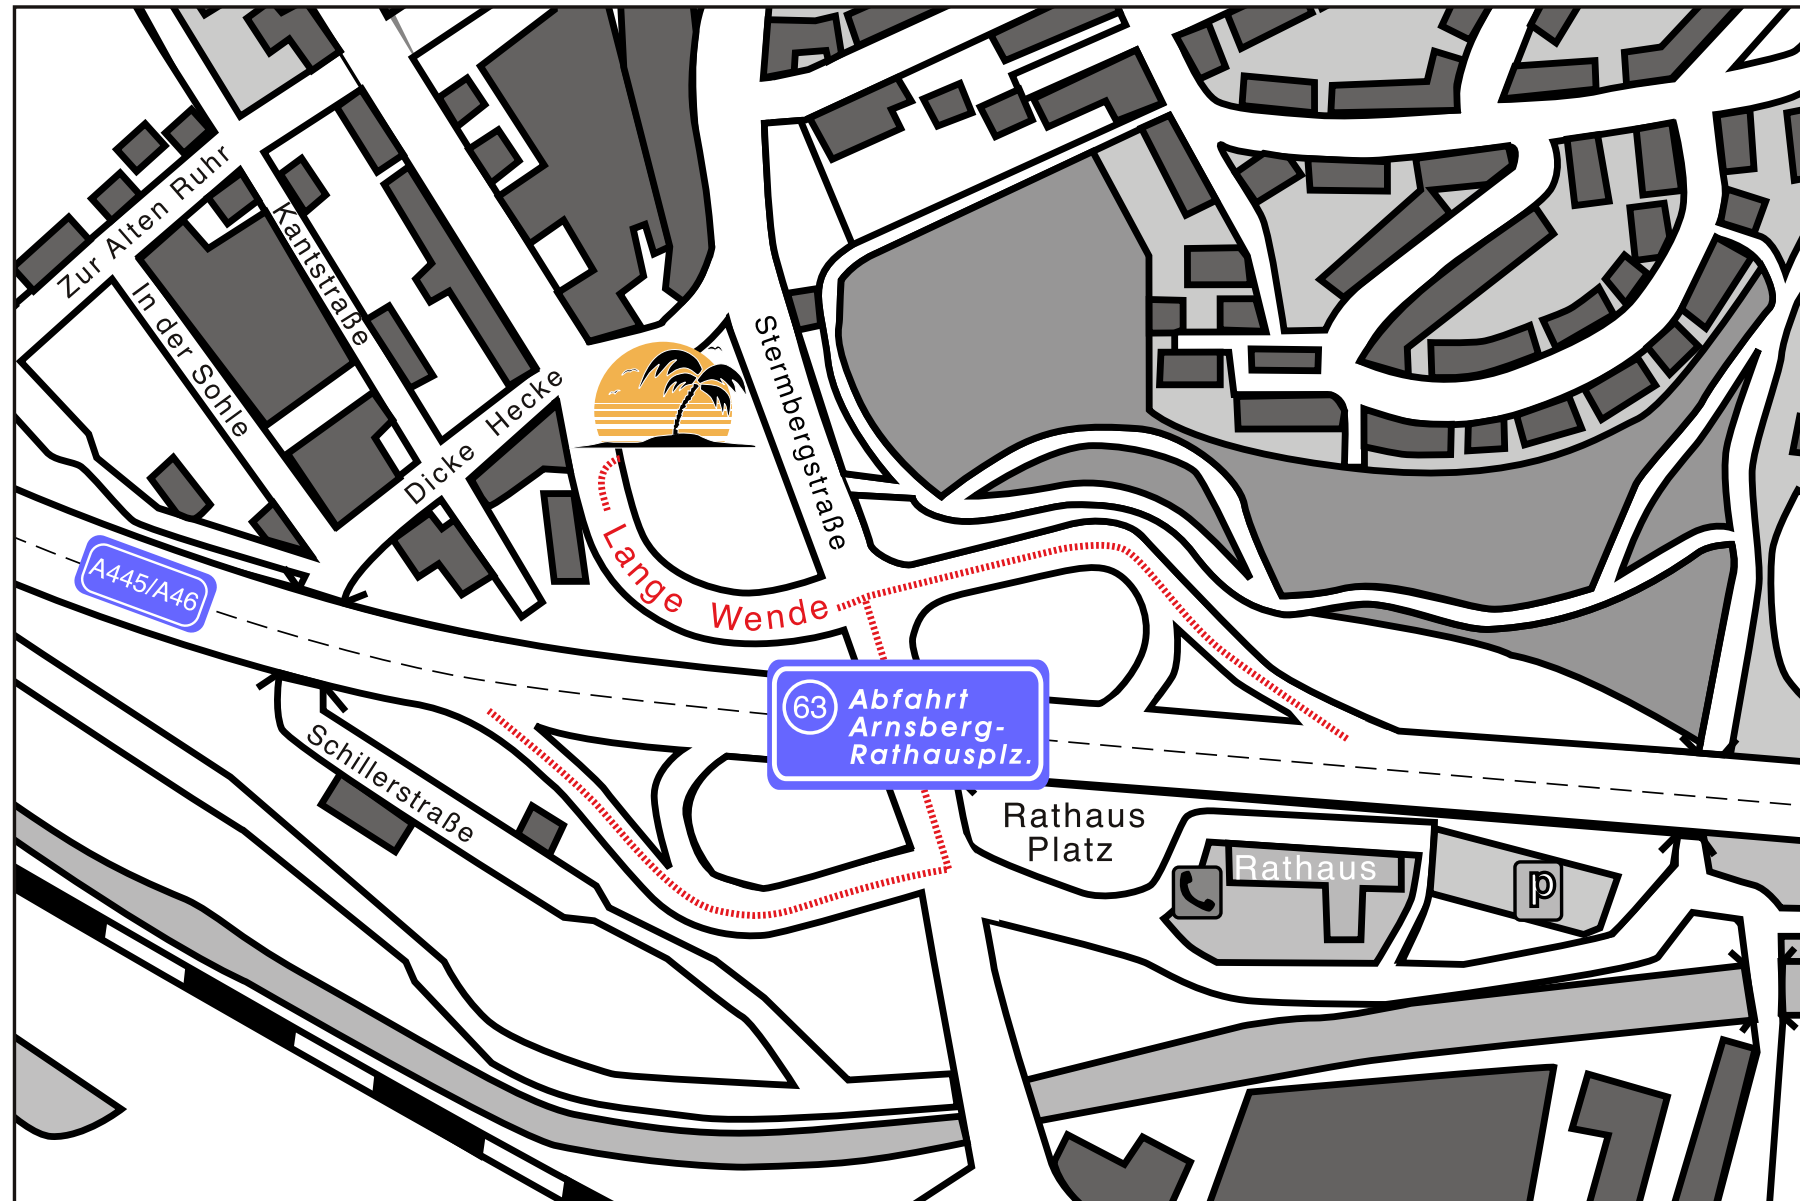 Zur Alten Ruhr
Kantstraße
In der Sohle
Dicke Hecke
Stermbergstraße
A445/A46
Lange Wende
63
Abfahrt
Arnsberg-
Rathausplz.
Schillerstraße
Rathaus
Platz
Rathaus
p